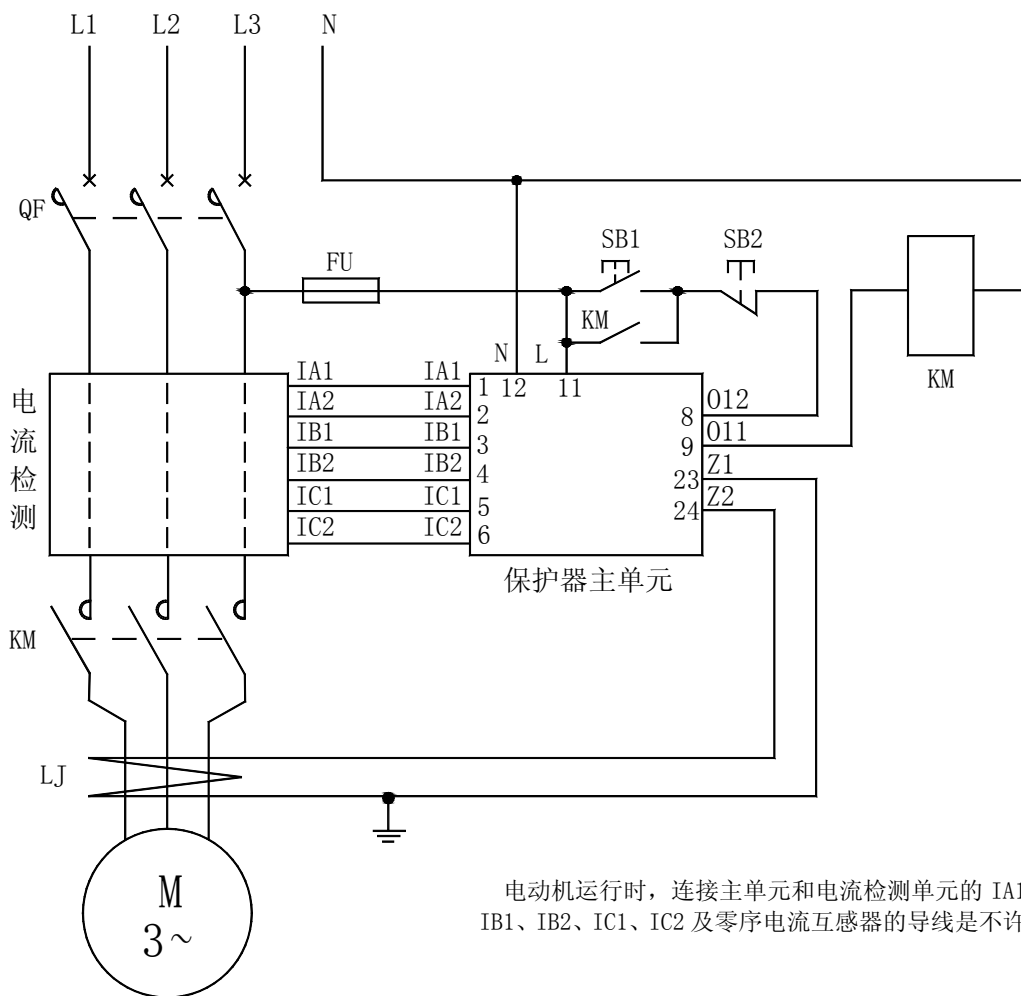 L1 L2 L3 N
QF
FU
SB1 SB2
KM
KM
N L
12 11
电流检测
IA1 IA1 1
IA2 IA2 2
IB1 IB1 3
IB2 IB2 4
IC1 IC1 5
IC2 IC2 6
8 O12
9 O11
23 Z1
24 Z2
保护器主单元
KM
LJ
M
3~
电动机运行时，连接主单元和电流检测单元的 IA1
IB1、IB2、IC1、IC2 及零序电流互感器的导线是不许